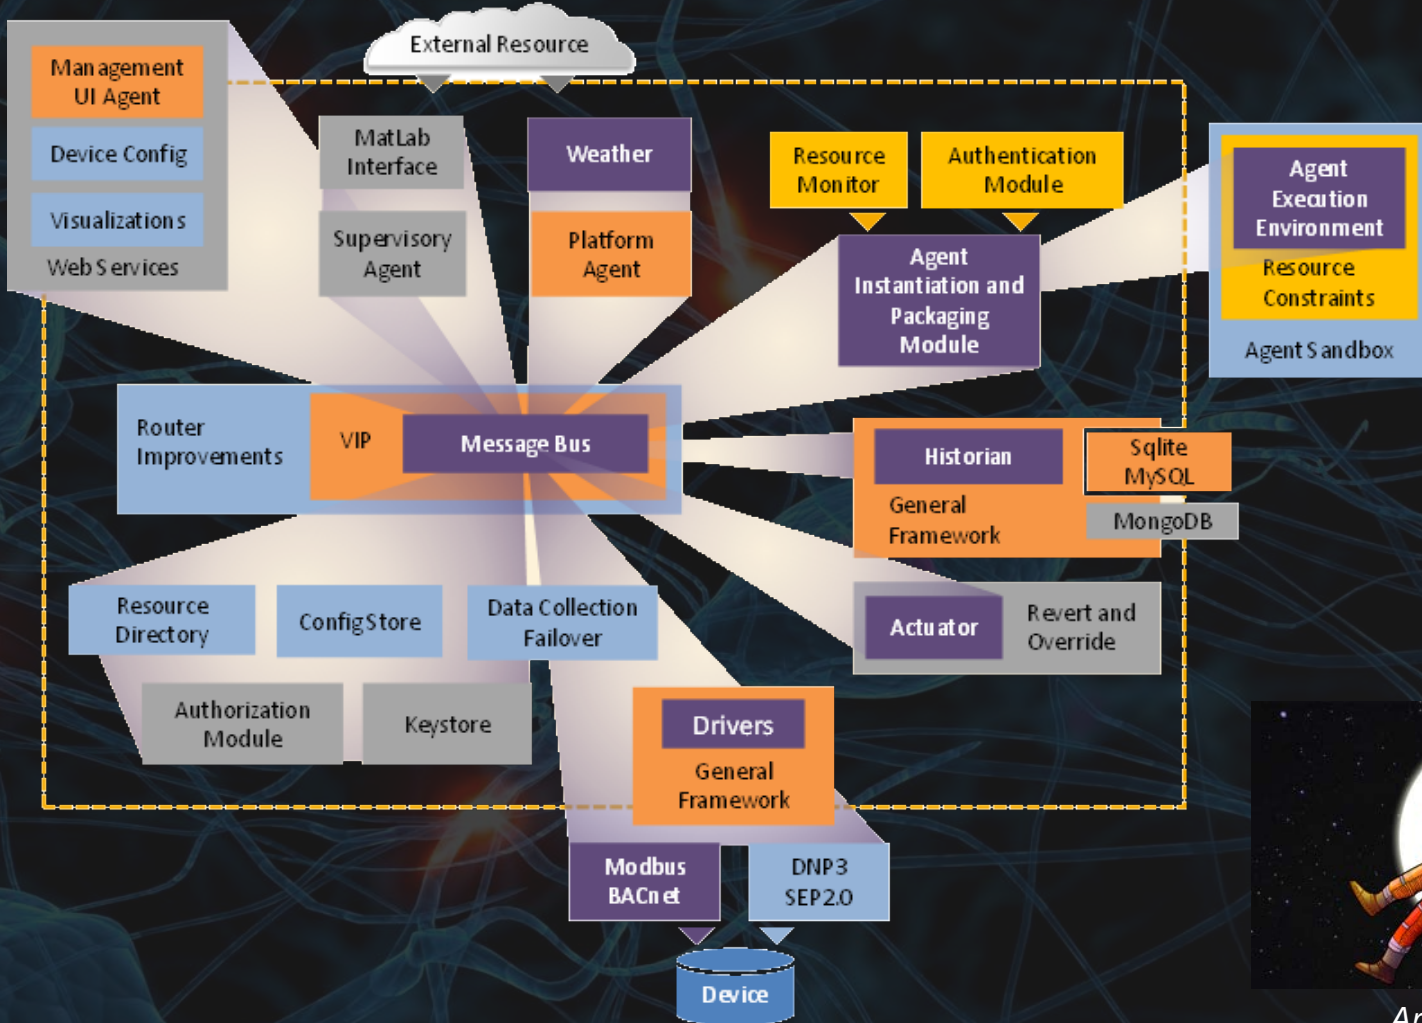 External Resource
Management
UI Agent
Device Config
Visualizations
Web Services
MatLab
Interface
Supervisory
Agent
Weather
Platform
Agent
Resource
Monitor
Authentication
Module
Agent
Instantiation and
Packaging
Module
Agent
Execution
Environment
Resource
Constraints
Agent Sandbox
Router
Improvements
VIP
Message Bus
Historian
General
Framework
Sqlite
MySQL
MongoDB
Actuator
Revert and
Override
Resource
Directory
ConfigStore
Data Collection
Failover
Authorization
Module
Keystore
Drivers
General
Framework
Modbus
BACnet
DNP3
SEP2.0
Device